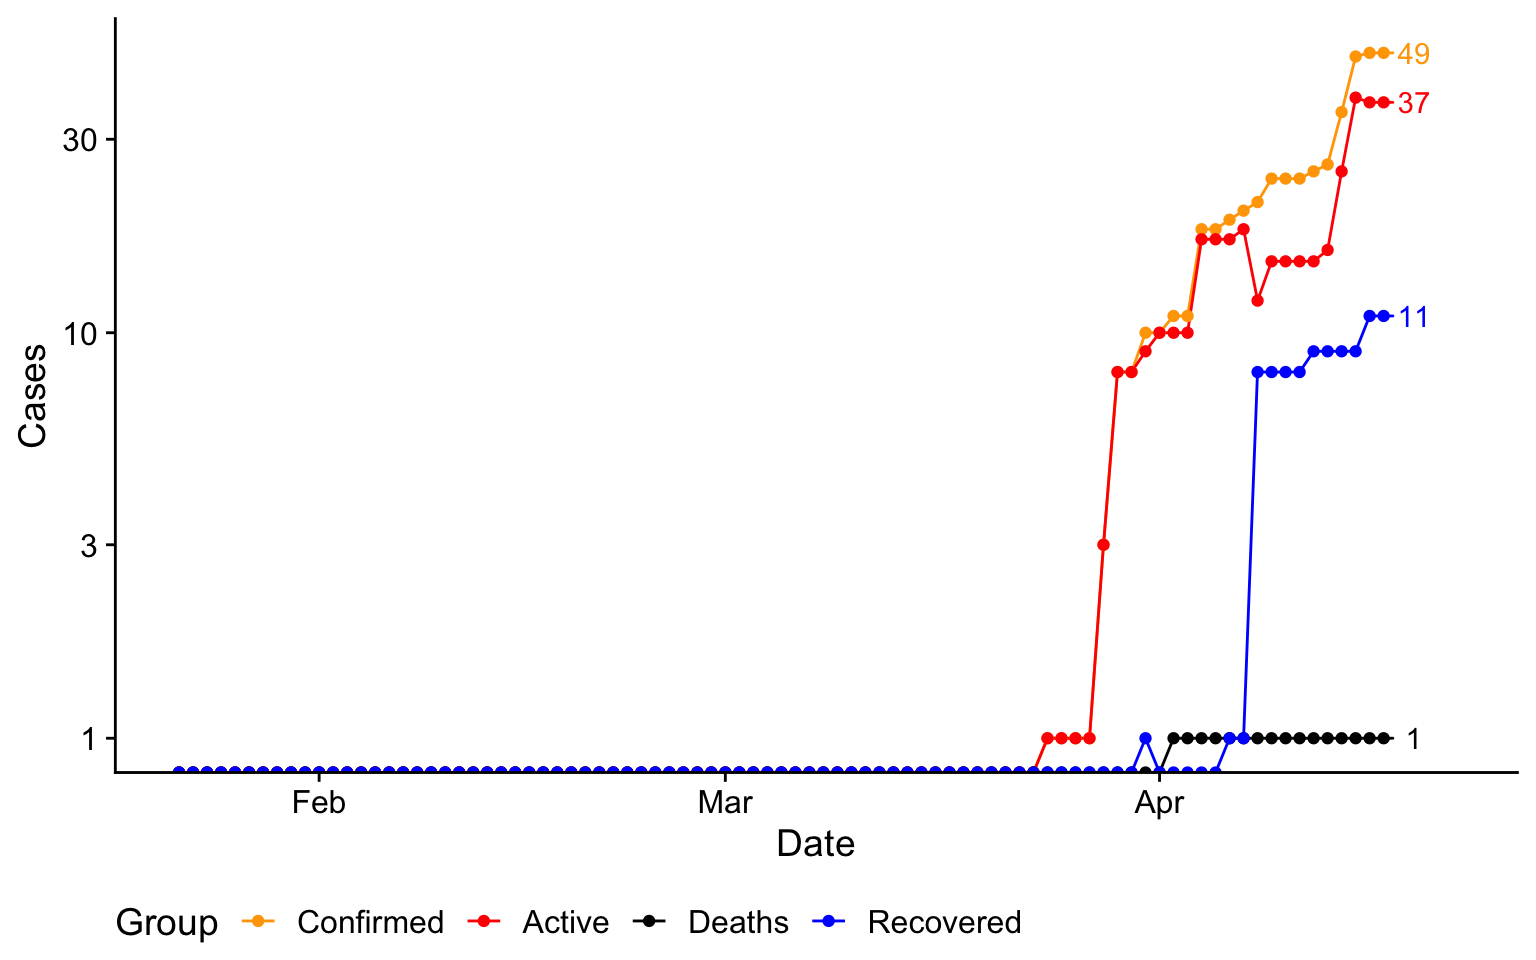 49
37
30
11
10
Cases
3
1
1
Feb Mar Apr
Date
Group Confirmed Active Deaths Recovered